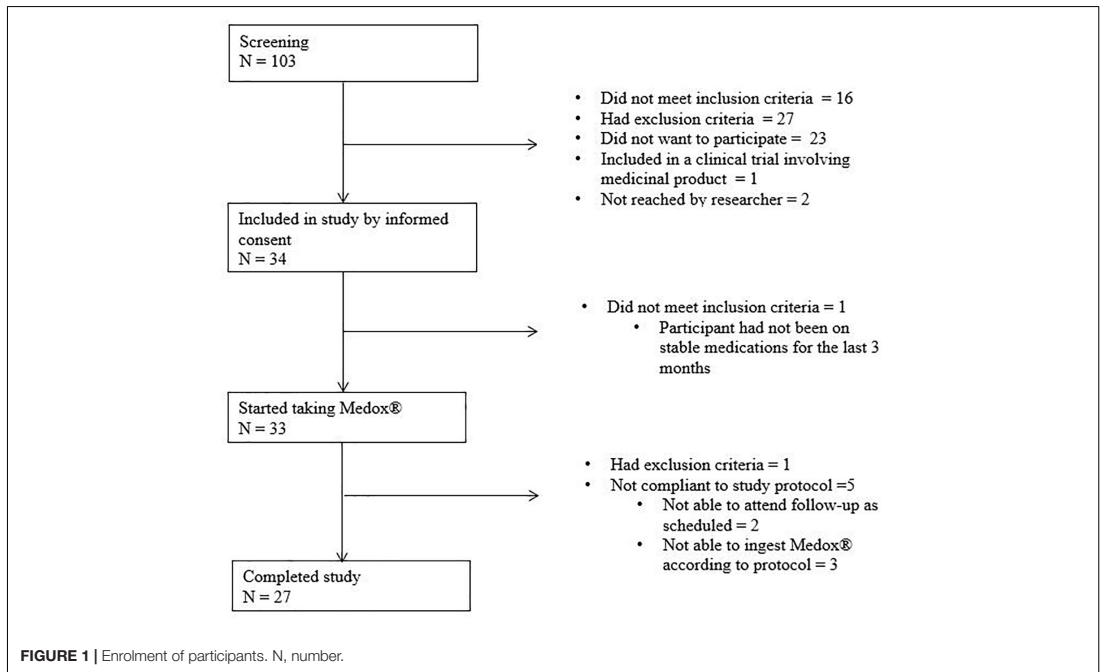 Screening
N = 103
• Did not meet inclusion criteria = 16
• Had exclusion criteria = 27
• Did not want to participate = 23
• Included in a clinical trial involving
medicinal product = 1
• Not reached by researcher = 2
Included in study by informed
consent
N = 34
• Did not meet inclusion criteria = 1
• Participant had not been on
stable medications for the last 3
months
Started taking Medox®
N = 33
• Had exclusion criteria = 1
• Not compliant to study protocol =5
• Not able to attend follow-up as
scheduled = 2
• Not able to ingest Medox®
according to protocol = 3
Completed study
N = 27
FIGURE 1 | Enrolment of participants. N, number.